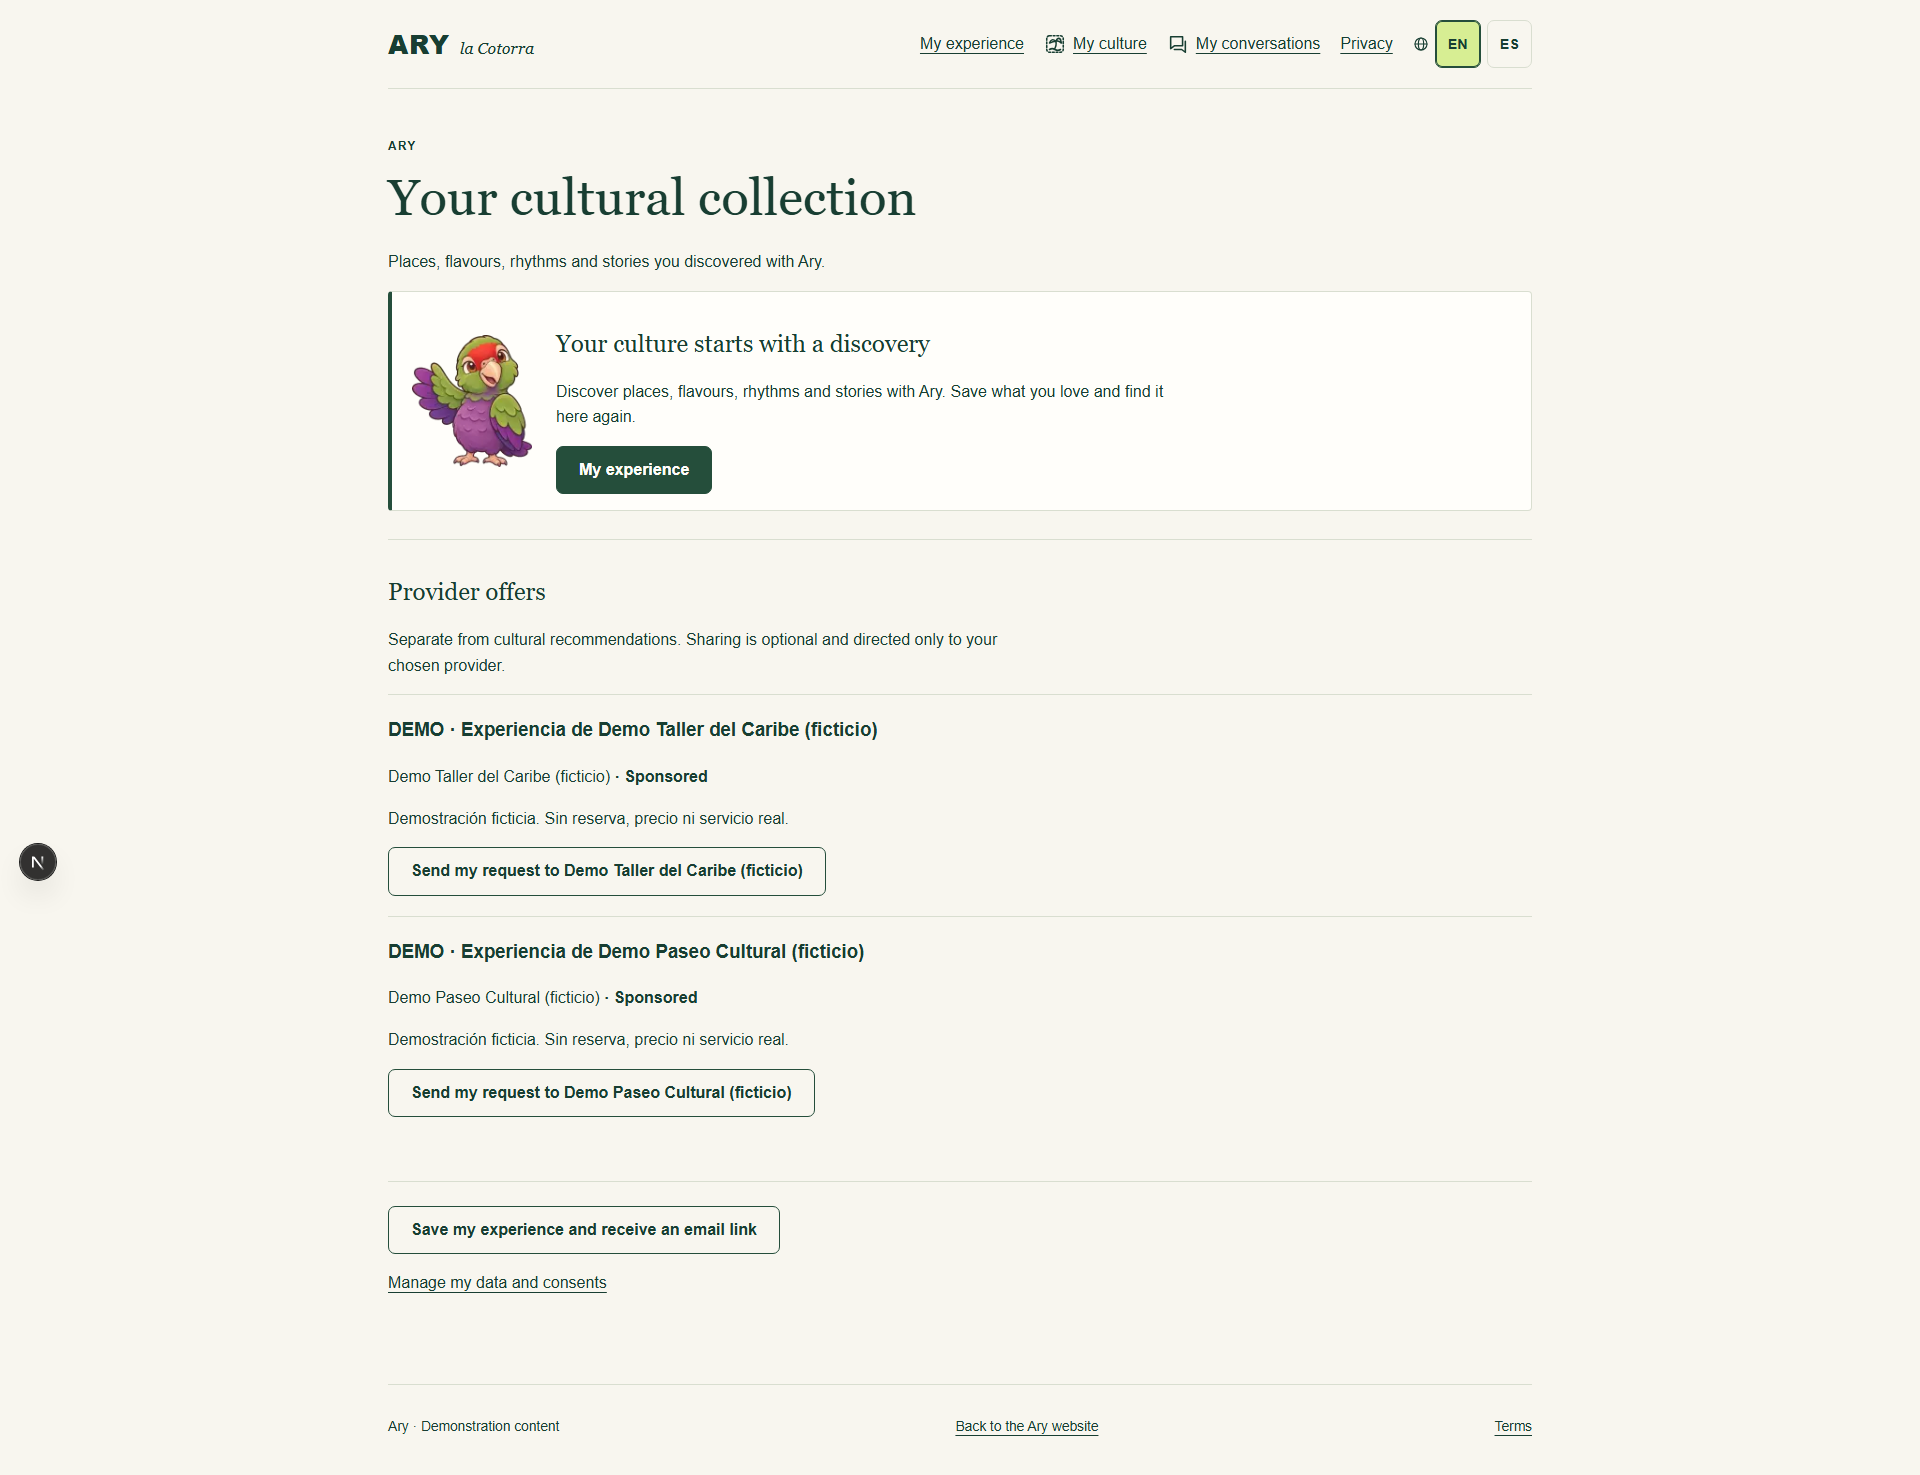 ARY la Cotorra
My experience
My culture
My conversations
Privacy
EN
ES
ARY
Your cultural collection
Places, flavours, rhythms and stories you discovered with Ary.
Your culture starts with a discovery
Discover places, flavours, rhythms and stories with Ary. Save what you love and find it
here again.
My experience
Provider offers
Separate from cultural recommendations. Sharing is optional and directed only to your
chosen provider.
DEMO · Experiencia de Demo Taller del Caribe (ficticio)
Demo Taller del Caribe (ficticio) · Sponsored
Demostración ficticia. Sin reserva, precio ni servicio real.
Send my request to Demo Taller del Caribe (ficticio)
DEMO · Experiencia de Demo Paseo Cultural (ficticio)
Demo Paseo Cultural (ficticio) · Sponsored
Demostración ficticia. Sin reserva, precio ni servicio real.
Send my request to Demo Paseo Cultural (ficticio)
Save my experience and receive an email link
Manage my data and consents
Ary · Demonstration content
Back to the Ary website
Terms
N